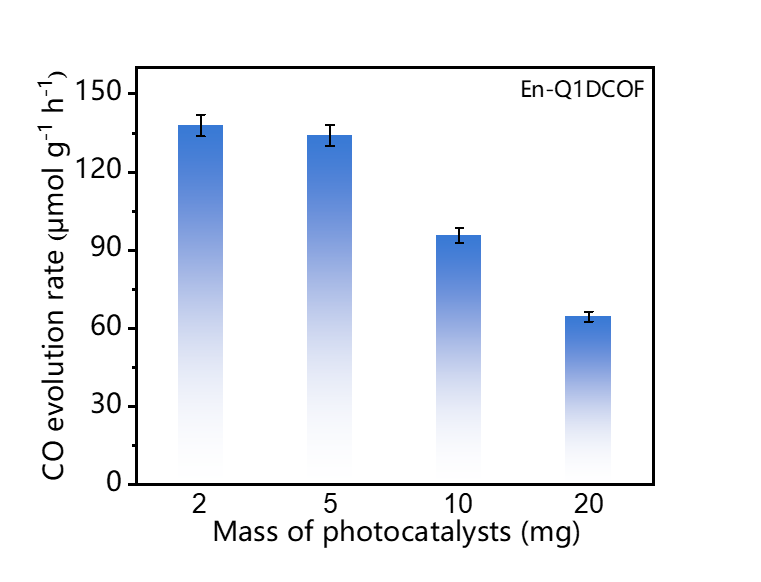 En-Q1DCOF
CO evolution rate (μmol g⁻¹ h⁻¹)
150
120
90
60
30
0
2 5 10 20
Mass of photocatalysts (mg)